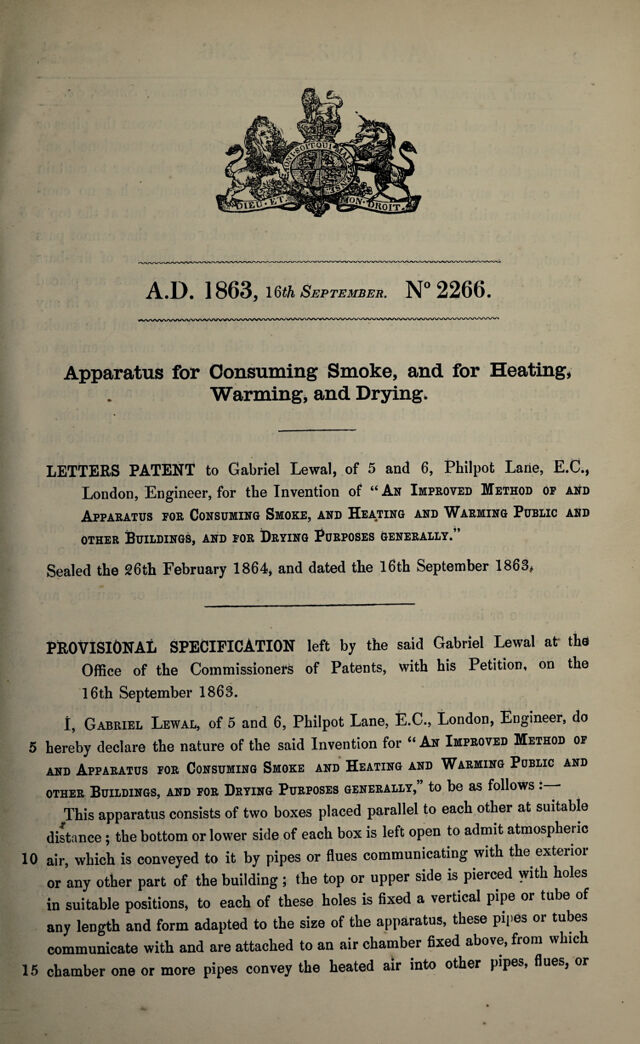 HONI SOIT QUI MAL
DIEU · ET
MON · DROIT.
A.D. 1863, 16th SEPTEMBER. N° 2266.
Apparatus for Consuming Smoke, and for Heating,
Warming, and Drying.
LETTERS PATENT to Gabriel Lewal, of 5 and 6, Philpot Lane, E.C.,
London, Engineer, for the Invention of “AN IMPROVED METHOD OF AND
APPARATUS FOR CONSUMING SMOKE, AND HEATING AND WARMING PUBLIC AND
OTHER BUILDINGS, AND FOR DRYING PURPOSES GENERALLY.”
Sealed the 26th February 1864, and dated the 16th September 1863.
PROVISIONAL SPECIFICATION left by the said Gabriel Lewal at the
Office of the Commissioners of Patents, with his Petition, on the
16th September 1863.
I, GABRIEL LEWAL, of 5 and 6, Philpot Lane, E.C., London, Engineer, do
5 hereby declare the nature of the said Invention for “AN IMPROVED METHOD OF
AND APPARATUS FOR CONSUMING SMOKE AND HEATING AND WARMING PUBLIC AND
OTHER BUILDINGS, AND FOR DRYING PURPOSES GENERALLY,” to be as follows :—
This apparatus consists of two boxes placed parallel to each other at suitable
distance ; the bottom or lower side of each box is left open to admit atmospheric
10 air, which is conveyed to it by pipes or flues communicating with the exterior
or any other part of the building ; the top or upper side is pierced with holes
in suitable positions, to each of these holes is fixed a vertical pipe or tube of
any length and form adapted to the size of the apparatus, these pipes or tubes
communicate with and are attached to an air chamber fixed above, from which
15 chamber one or more pipes convey the heated air into other pipes, flues, or